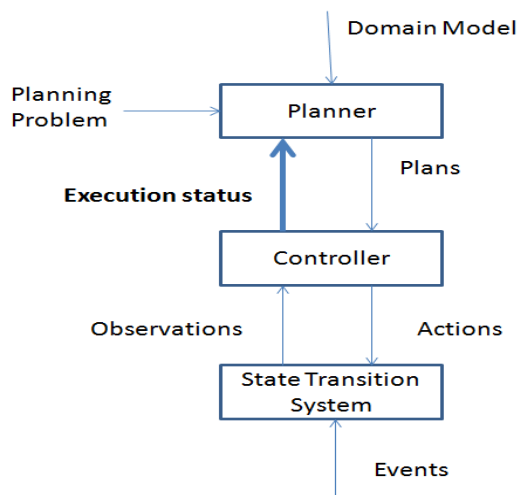 Domain Model
Planning
Problem
Planner
Plans
Execution status
Controller
Observations
Actions
State Transition
System
Events